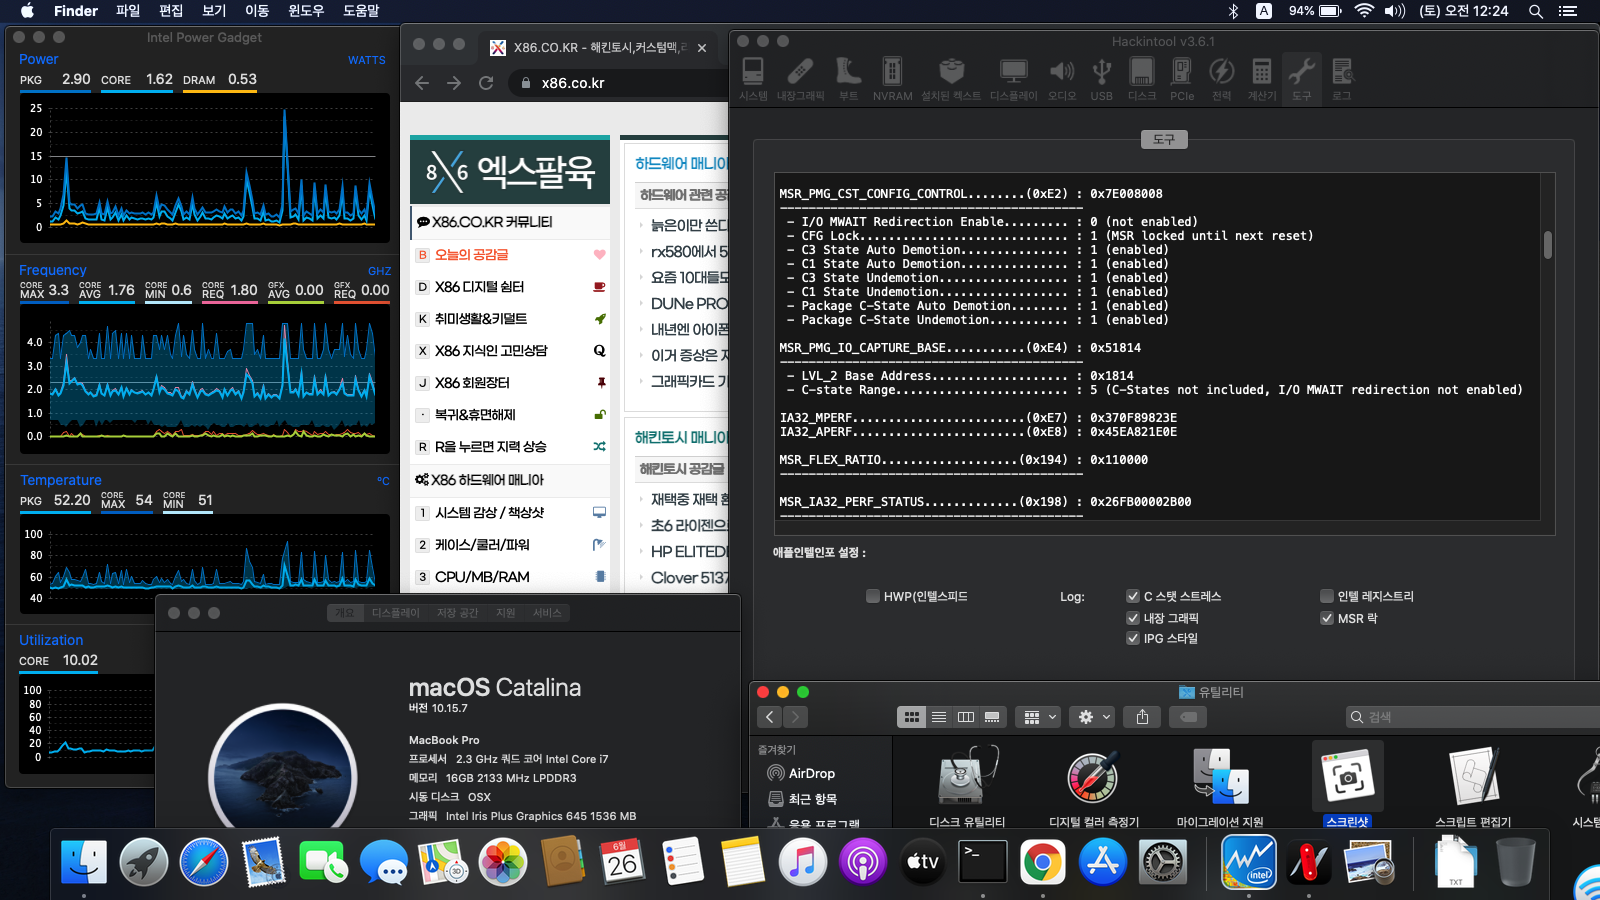 Finder 파일 편집 보기 이동 윈도우 도움말
A 94% (토) 오전 12:24
Intel Power Gadget
Power WATTS
PKG 2.90 CORE 1.62 DRAM 0.53
25
20
15
10
5
0
Frequency GHZ
CORE MAX 3.3 CORE AVG 1.76 CORE MIN 0.6 CORE REQ 1.80 GFX AVG 0.00 GFX REQ 0.00
4.0
3.0
2.0
1.0
0.0
Temperature °C
PKG 52.20 CORE MAX 54 CORE MIN 51
100
80
60
40
Utilization
CORE 10.02
100
80
60
40
20
0
X86.CO.KR - 해킨토시,커스텀맥,
x86.co.kr
8 6 엑스팔육
X86.CO.KR 커뮤니티
B 오늘의 공감글
D X86 디지털 쉼터
K 취미생활&키덜트
X X86 지식인 고민상담
J X86 회원장터
· 복귀&휴면해제
R R을 누르면 지력 상승
X86 하드웨어 매니아
1 시스템 감상 / 책상샷
2 케이스/쿨러/파워
3 CPU/MB/RAM
하드웨어 매니아
하드웨어 관련 공
늙은이만 쓴다
rx580에서 5
요즘 10대들모
DUNe PRO
내년엔 아이폰
이거 증상은 지
그래픽카드 기
해킨토시 매니아
해킨토시 공감글
재택중 재택 환
초6 라이젠으로
HP ELITEDE
Clover 5137
Hackintool v3.6.1
시스템 내장그래픽 부트 NVRAM 설치된 켁스트 디스플레이 오디오 USB 디스크 PCIe 전력 계산기 도구 로그
도구
MSR_PMG_CST_CONFIG_CONTROL........(0xE2) : 0x7E008008
- I/O MWAIT Redirection Enable......... : 0 (not enabled)
- CFG Lock............................. : 1 (MSR locked until next reset)
- C3 State Auto Demotion............... : 1 (enabled)
- C1 State Auto Demotion............... : 1 (enabled)
- C3 State Undemotion.................. : 1 (enabled)
- C1 State Undemotion.................. : 1 (enabled)
- Package C-State Auto Demotion........ : 1 (enabled)
- Package C-State Undemotion........... : 1 (enabled)
MSR_PMG_IO_CAPTURE_BASE...........(0xE4) : 0x51814
- LVL_2 Base Address................... : 0x1814
- C-state Range........................ : 5 (C-States not included, I/O MWAIT redirection not enabled)
IA32_MPERF........................(0xE7) : 0x370F89823E
IA32_APERF........................(0xE8) : 0x45EA821E0E
MSR_FLEX_RATIO...................(0x194) : 0x110000
MSR_IA32_PERF_STATUS.............(0x198) : 0x26FB00002B00
애플인텔인포 설정 :
HWP(인텔스피드 Log: C 스탯 스트레스 인텔 레지스트리
내장 그래픽 MSR 락
IPG 스타일
개요 디스플레이 저장 공간 지원 서비스
macOS Catalina
버전 10.15.7
MacBook Pro
프로세서 2.3 GHz 쿼드 코어 Intel Core i7
메모리 16GB 2133 MHz LPDDR3
시동 디스크 OSX
그래픽 Intel Iris Plus Graphics 645 1536 MB
유틸리티
검색
즐겨찾기
AirDrop
최근 항목
응용 프로그램
디스크 유틸리티 디지털 컬러 측정기 마이그레이션 지원 스크린샷 스크립트 편집기 시스템
6월
26
3D
tv
>_
intel
TXT